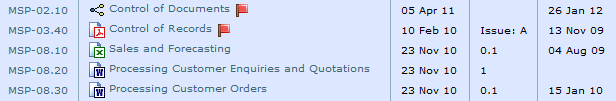 MSP-02.10 Control of Documents 05 Apr 11 26 Jan 12
MSP-03.40 Control of Records 10 Feb 10 Issue: A 13 Nov 09
MSP-08.10 Sales and Forecasting 23 Nov 10 0.1 04 Aug 09
MSP-08.20 Processing Customer Enquiries and Quotations 23 Nov 10 1
MSP-08.30 Processing Customer Orders 23 Nov 10 0.1 15 Jan 10